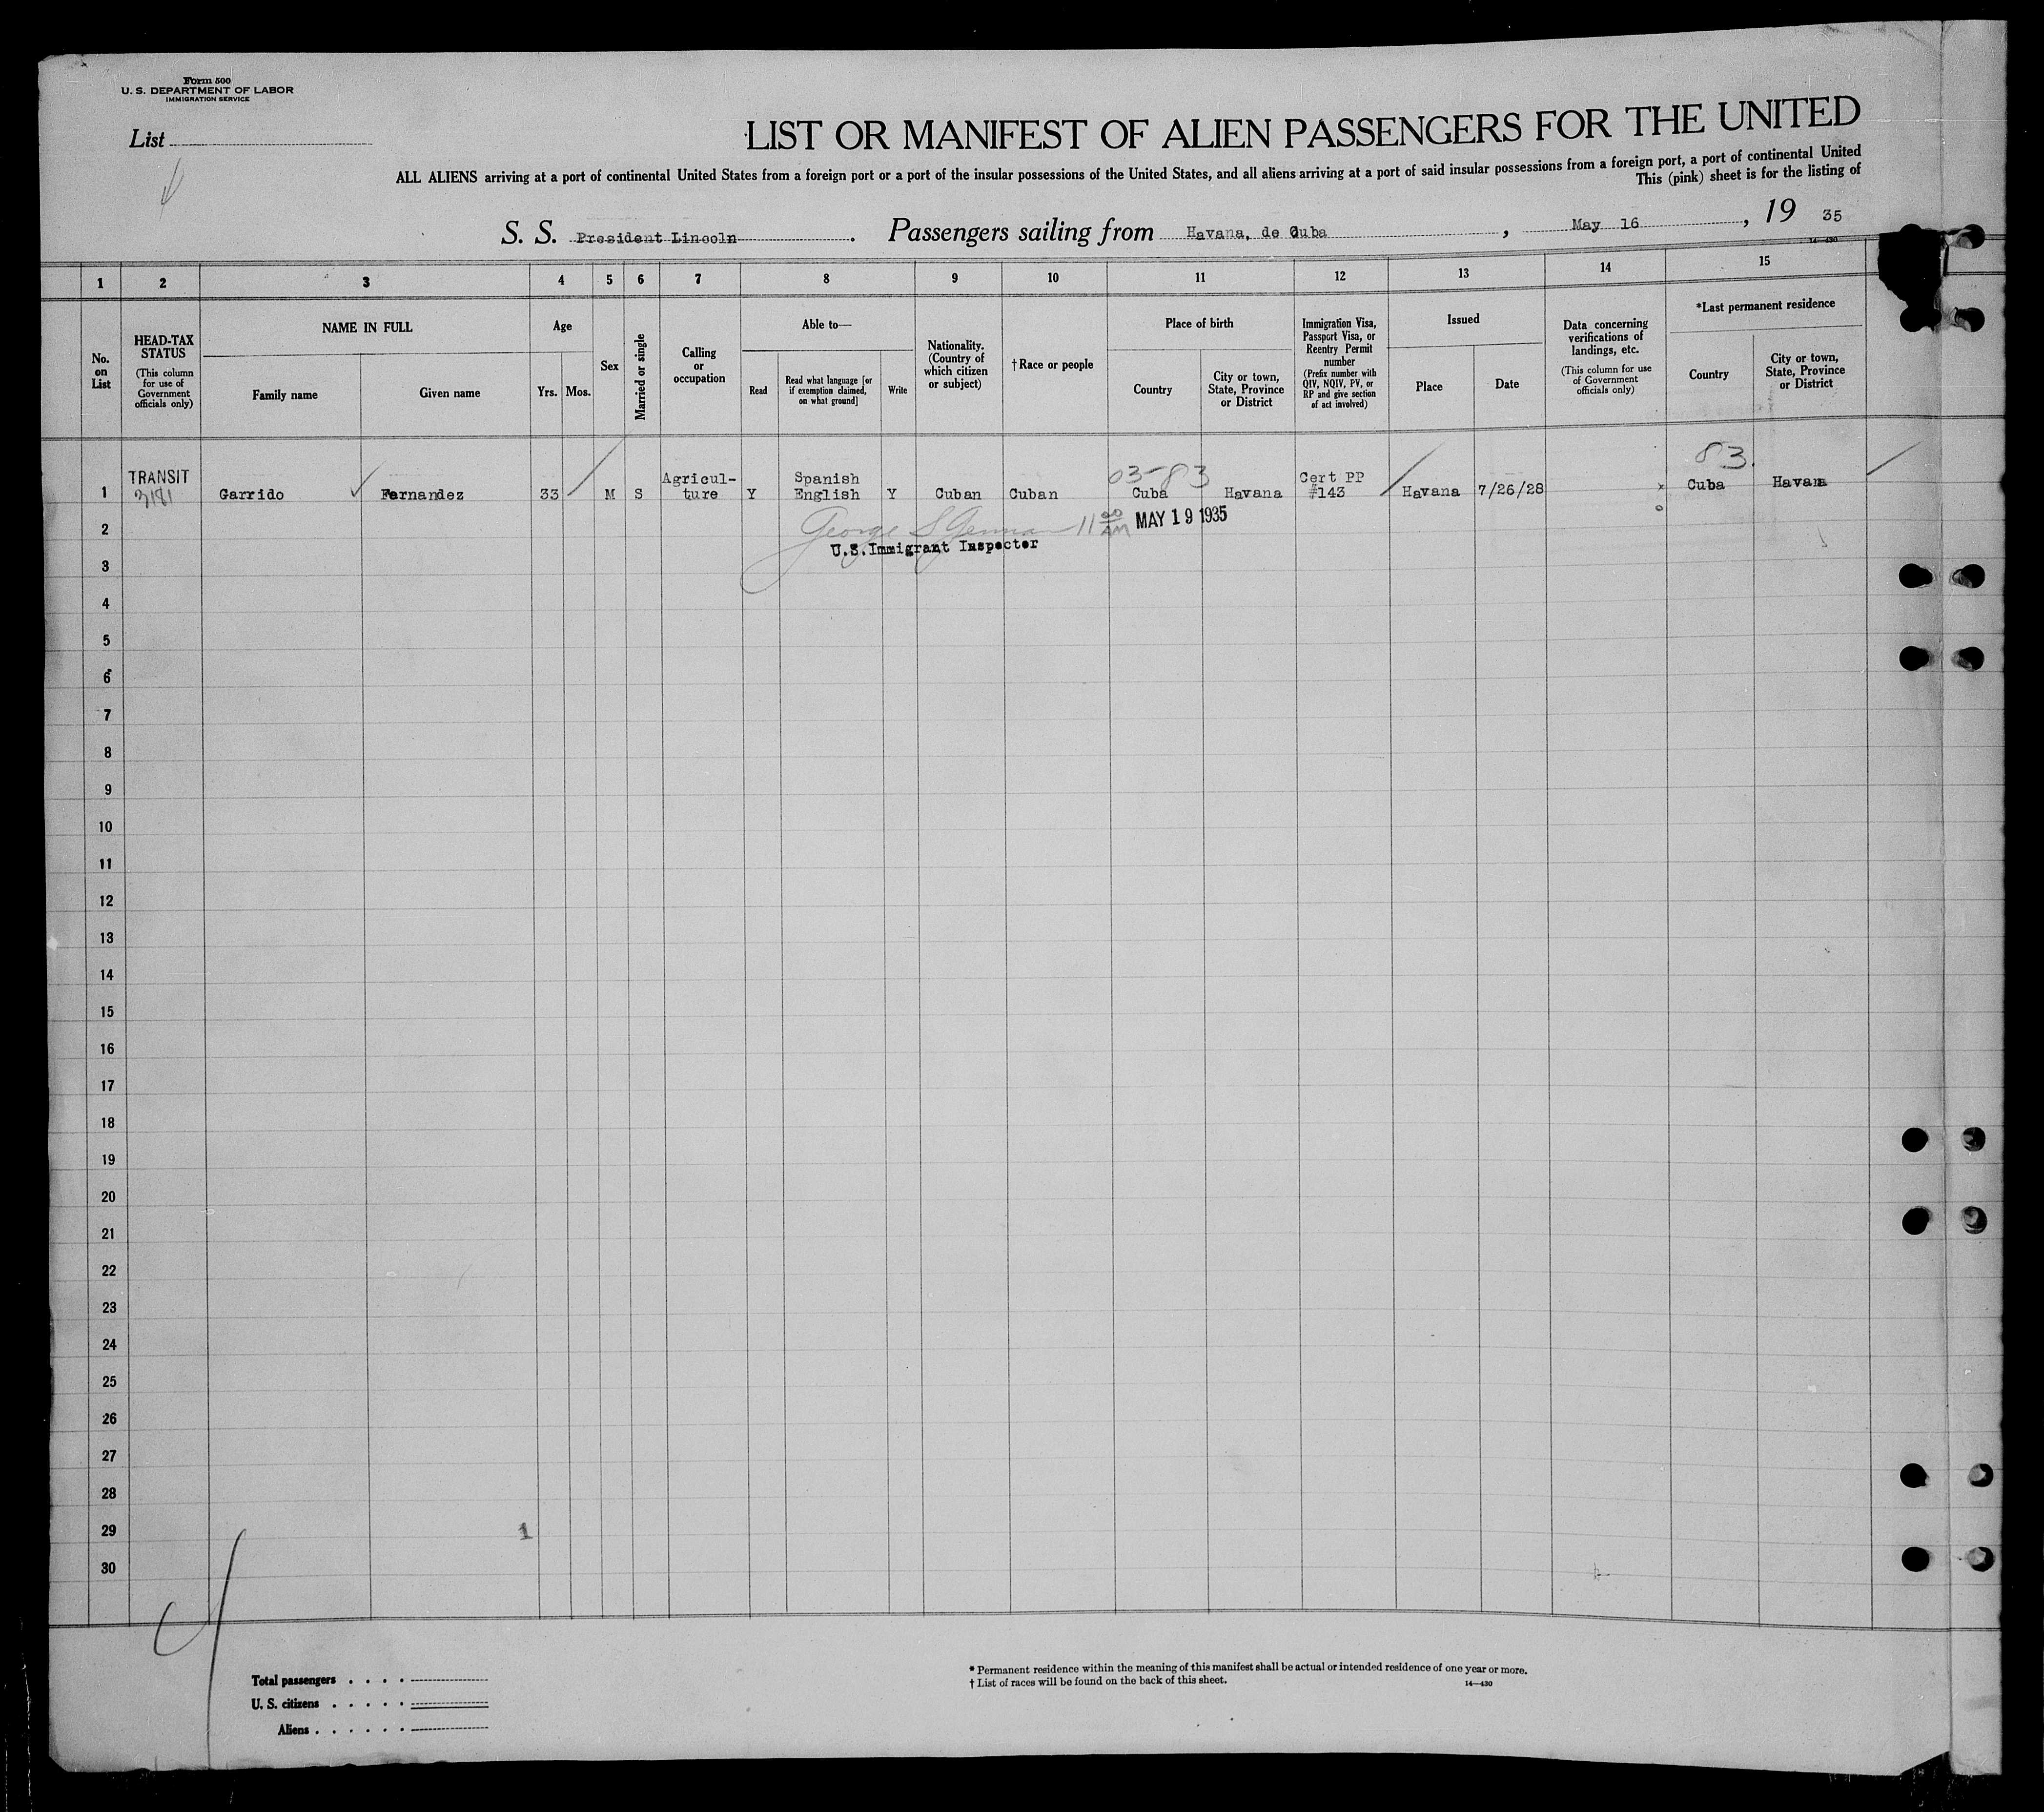 Form 500
U. S. DEPARTMENT OF LABOR
IMMIGRATION SERVICE
List
LIST OR MANIFEST OF ALIEN PASSENGERS FOR THE UNITED
ALL ALIENS arriving at a port of continental United States from a foreign port or a port of the insular possessions of the United States, and all aliens arriving at a port of said insular possessions from a foreign port, a port of continental United
This (pink) sheet is for the listing of
S. S. President Lincoln. Passengers sailing from Havana, de Cuba, May 16, 19 35
14—430
1 2 3 4 5 6 7 8 9 10 11 12 13 14 15
No. on List
HEAD-TAX STATUS
(This column for use of Government officials only)
NAME IN FULL
Family name
Given name
Age
Yrs. Mos.
Sex
Married or single
Calling or occupation
Able to—
Read
Read what language [or if exemption claimed, on what ground]
Write
Nationality. (Country of which citizen or subject)
†Race or people
Place of birth
Country
City or town, State, Province or District
Immigration Visa, Passport Visa, or Reentry Permit number
(Prefix number with QIV, NQIV, PV, or RP and give section of act involved)
Issued
Place
Date
Data concerning verifications of landings, etc.
(This column for use of Government officials only)
*Last permanent residence
Country
City or town, State, Province or District
03-83
83.
TRANSIT
3181
1 Garrido Fernandez 33 M S Agricul-ture Y Spanish English Y Cuban Cuban Cuba Havana Cert PP #143 Havana 7/26/28 x Cuba Havana
2 George S 11 00 AM MAY 19 1935
U.S.Immigrant Inspector
3
4
5
6
7
8
9
10
11
12
13
14
15
16
17
18
19
20
21
22
23
24
25
26
27
28
29 1
30
Total passengers . . . .
U. S. citizens . . . . .
Aliens . . . . . .
* Permanent residence within the meaning of this manifest shall be actual or intended residence of one year or more.
† List of races will be found on the back of this sheet.
14—430